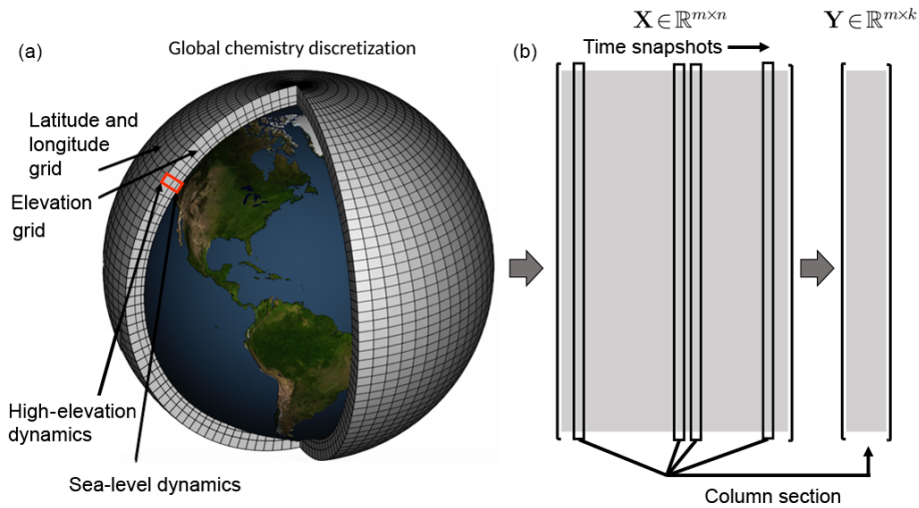 (a)
Global chemistry discretization
Latitude and
longitude
grid
Elevation
grid
High-elevation
dynamics
Sea-level dynamics
(b)
X ∈ ℝ^{m×n}
Time snapshots
Y ∈ ℝ^{m×k}
Column section